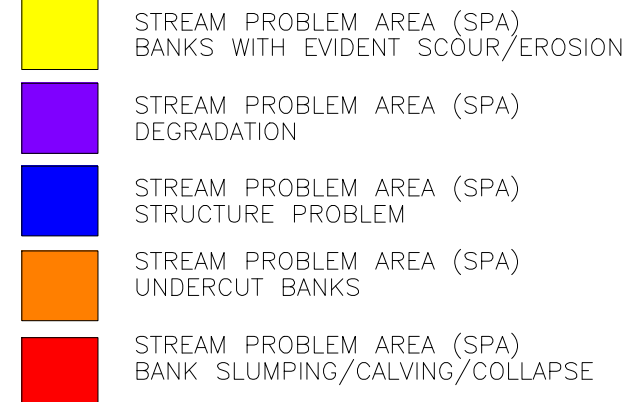 STREAM PROBLEM AREA (SPA)
BANKS WITH EVIDENT SCOUR/EROSION
STREAM PROBLEM AREA (SPA)
DEGRADATION
STREAM PROBLEM AREA (SPA)
STRUCTURE PROBLEM
STREAM PROBLEM AREA (SPA)
UNDERCUT BANKS
STREAM PROBLEM AREA (SPA)
BANK SLUMPING/CALVING/COLLAPSE